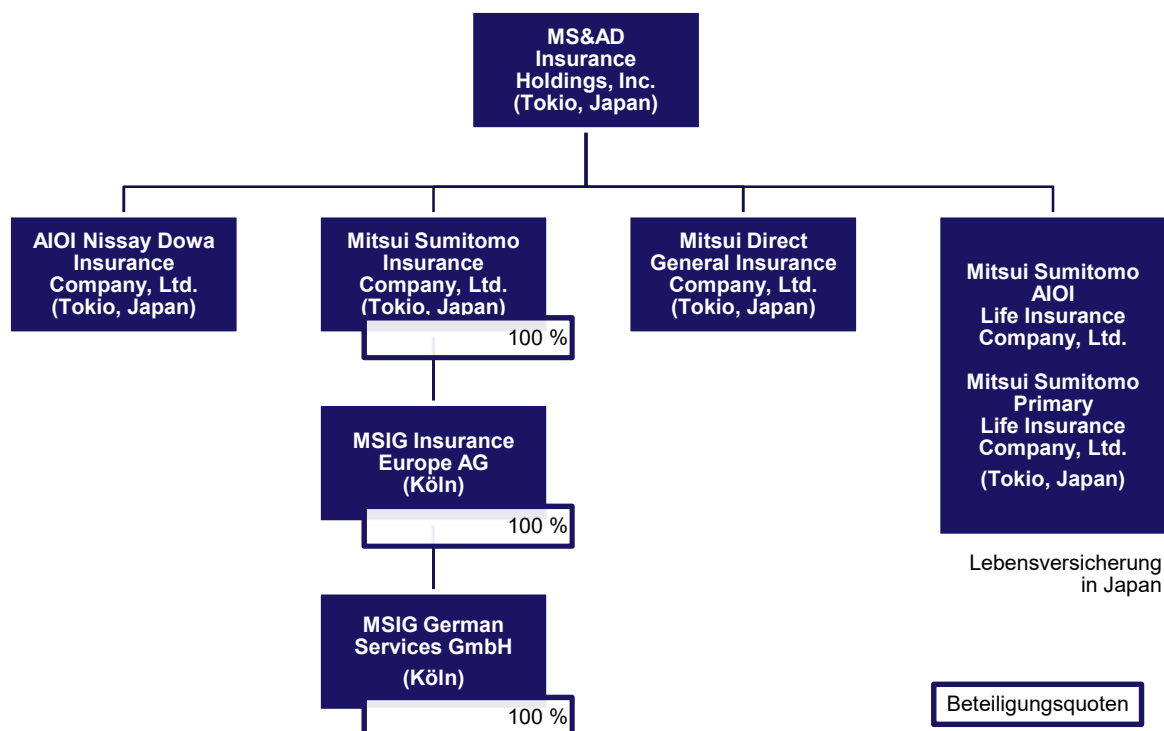 MS&AD
Insurance
Holdings, Inc.
(Tokio, Japan)
AIOI Nissay Dowa
Insurance
Company, Ltd.
(Tokio, Japan)
Mitsui Sumitomo
Insurance
Company, Ltd.
(Tokio, Japan)
100 %
Mitsui Direct
General Insurance
Company, Ltd.
(Tokio, Japan)
Mitsui Sumitomo
AIOI
Life Insurance
Company, Ltd.
Mitsui Sumitomo
Primary
Life Insurance
Company, Ltd.
(Tokio, Japan)
Lebensversicherung
in Japan
MSIG Insurance
Europe AG
(Köln)
100 %
MSIG German
Services GmbH
(Köln)
100 %
Beteiligungsquoten